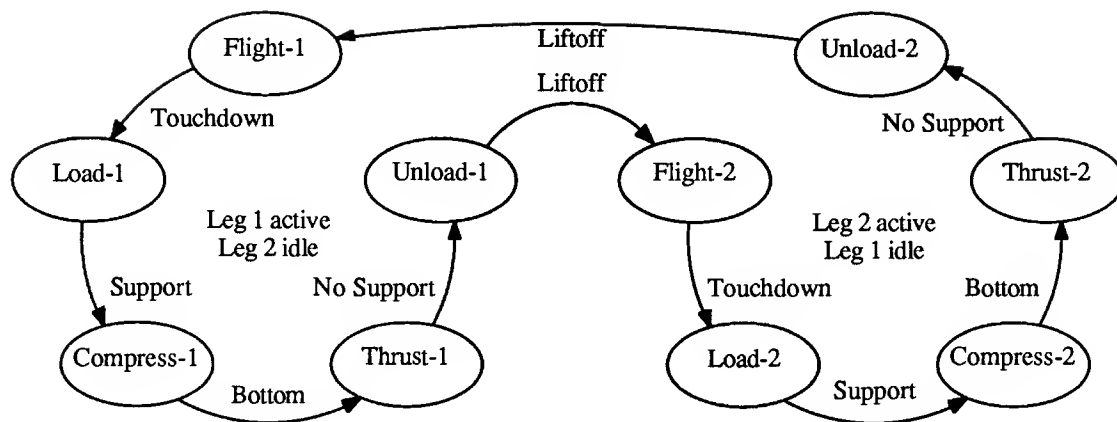 Flight-1
Liftoff
Unload-2
Liftoff
Touchdown
No Support
Load-1
Unload-1
Flight-2
Thrust-2
Leg 1 active
Leg 2 idle
Leg 2 active
Leg 1 idle
Support
No Support
Touchdown
Bottom
Compress-1
Thrust-1
Load-2
Compress-2
Bottom
Support